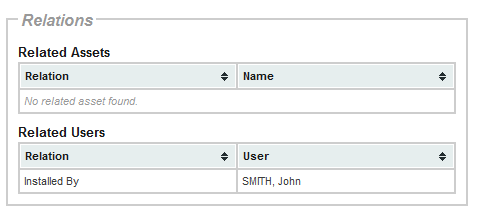 Relations
Related Assets
Relation Name
No related asset found.
Related Users
Relation User
Installed By SMITH, John